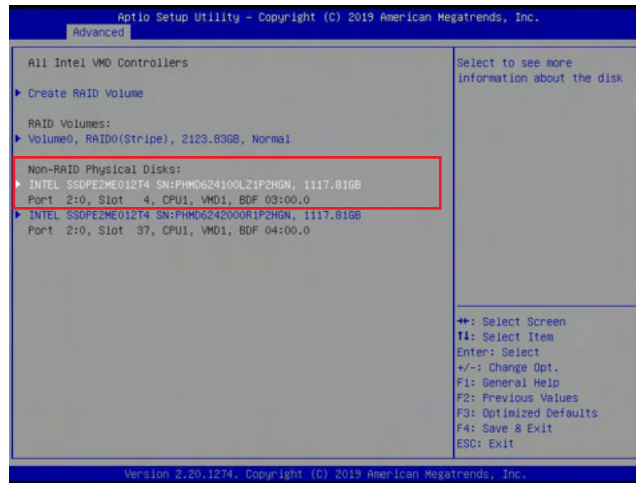 Aptio Setup Utility – Copyright (C) 2019 American Megatrends, Inc.
Advanced
All Intel VMD Controllers
Create RAID Volume
RAID Volumes:
Volume0, RAID0(Stripe), 2123.83GB, Normal
Non-RAID Physical Disks:
INTEL SSDPE2ME012T4 SN:PHMD624100LZ1P2HGN, 1117.81GB
Port 2:0, Slot 4, CPU1, VMD1, BDF 03:00.0
INTEL SSDPE2ME012T4 SN:PHMD6242000R1P2HGN, 1117.81GB
Port 2:0, Slot 37, CPU1, VMD1, BDF 04:00.0
Select to see more
information about the disk
→←: Select Screen
↑↓: Select Item
Enter: Select
+/-: Change Opt.
F1: General Help
F2: Previous Values
F3: Optimized Defaults
F4: Save & Exit
ESC: Exit
Version 2.20.1274. Copyright (C) 2019 American Megatrends, Inc.